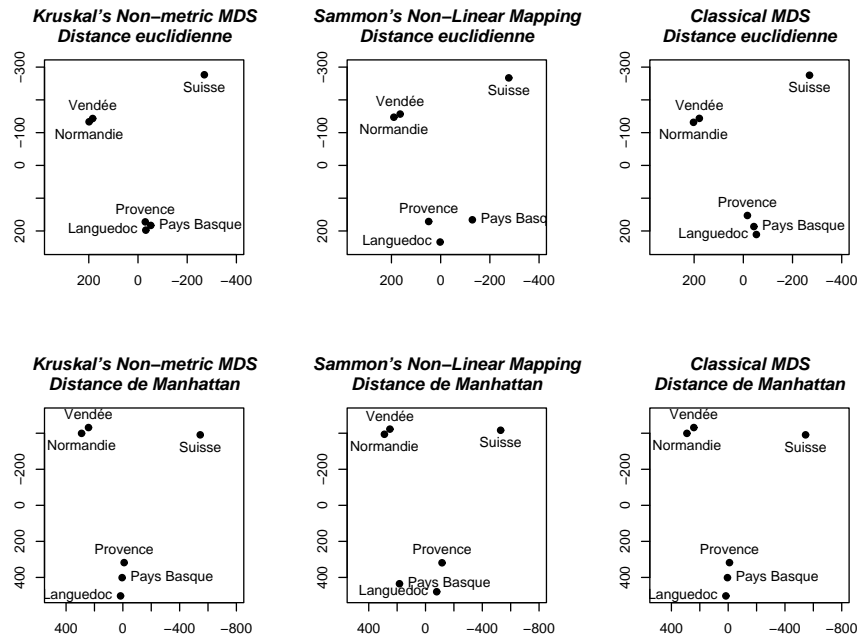 Kruskal's Non−metric MDS
Distance euclidienne
−300
−100
0
200
Suisse
Vendée
Normandie
Provence
Pays Basque
Languedoc
200 0 −200 −400
Sammon's Non−Linear Mapping
Distance euclidienne
−300
−100
0
200
Suisse
Vendée
Normandie
Provence
Pays Basq
Languedoc
200 0 −200 −400
Classical MDS
Distance euclidienne
−300
−100
0
200
Suisse
Vendée
Normandie
Provence
Pays Basque
Languedoc
200 0 −200 −400
Kruskal's Non−metric MDS
Distance de Manhattan
−200
0
200
400
Vendée
Normandie
Suisse
Provence
Pays Basque
Languedoc
400 0 −400 −800
Sammon's Non−Linear Mapping
Distance de Manhattan
−200
0
200
400
Vendée
Normandie
Suisse
Provence
Pays Basque
Languedoc
400 0 −400 −800
Classical MDS
Distance de Manhattan
−200
0
200
400
Vendée
Normandie
Suisse
Provence
Pays Basque
Languedoc
400 0 −400 −800